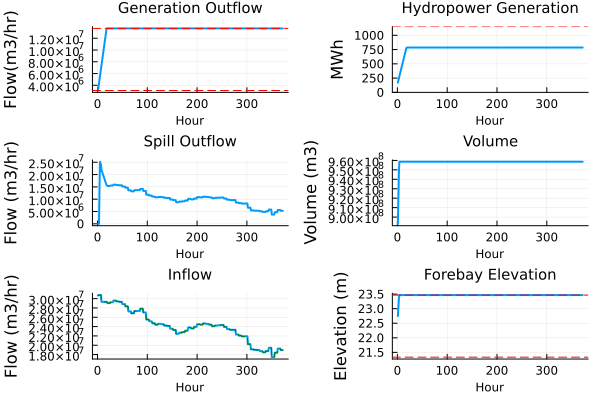 Generation Outflow
Flow(m3/hr)
1.20×10⁷
1.00×10⁷
8.00×10⁶
6.00×10⁶
4.00×10⁶
0 100 200 300
Hour
Hydropower Generation
MWh
1000
750
500
250
0
0 100 200 300
Hour
Spill Outflow
Flow (m3/hr)
2.50×10⁷
2.00×10⁷
1.50×10⁷
1.00×10⁷
5.00×10⁶
0
0 100 200 300
Hour
Volume
Volume (m3)
9.60×10⁸
9.50×10⁸
9.40×10⁸
9.30×10⁸
9.20×10⁸
9.10×10⁸
9.00×10⁸
0 100 200 300
Hour
Inflow
Flow (m3/hr)
3.00×10⁷
2.80×10⁷
2.60×10⁷
2.40×10⁷
2.20×10⁷
2.00×10⁷
1.80×10⁷
0 100 200 300
Hour
Forebay Elevation
Elevation (m)
23.5
23.0
22.5
22.0
21.5
0 100 200 300
Hour